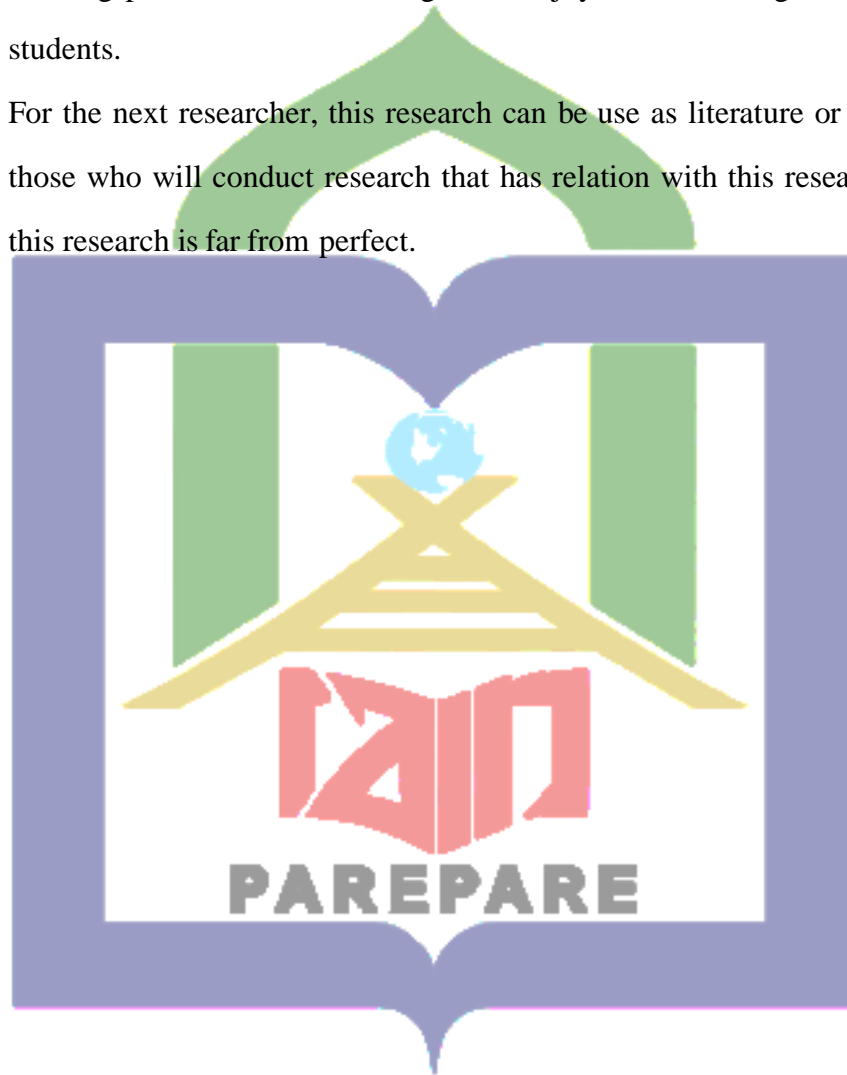 students.
For the next researcher, this research can be use as literature or
those who will conduct research that has relation with this resea
this research is far from perfect.
iain
PAREPARE